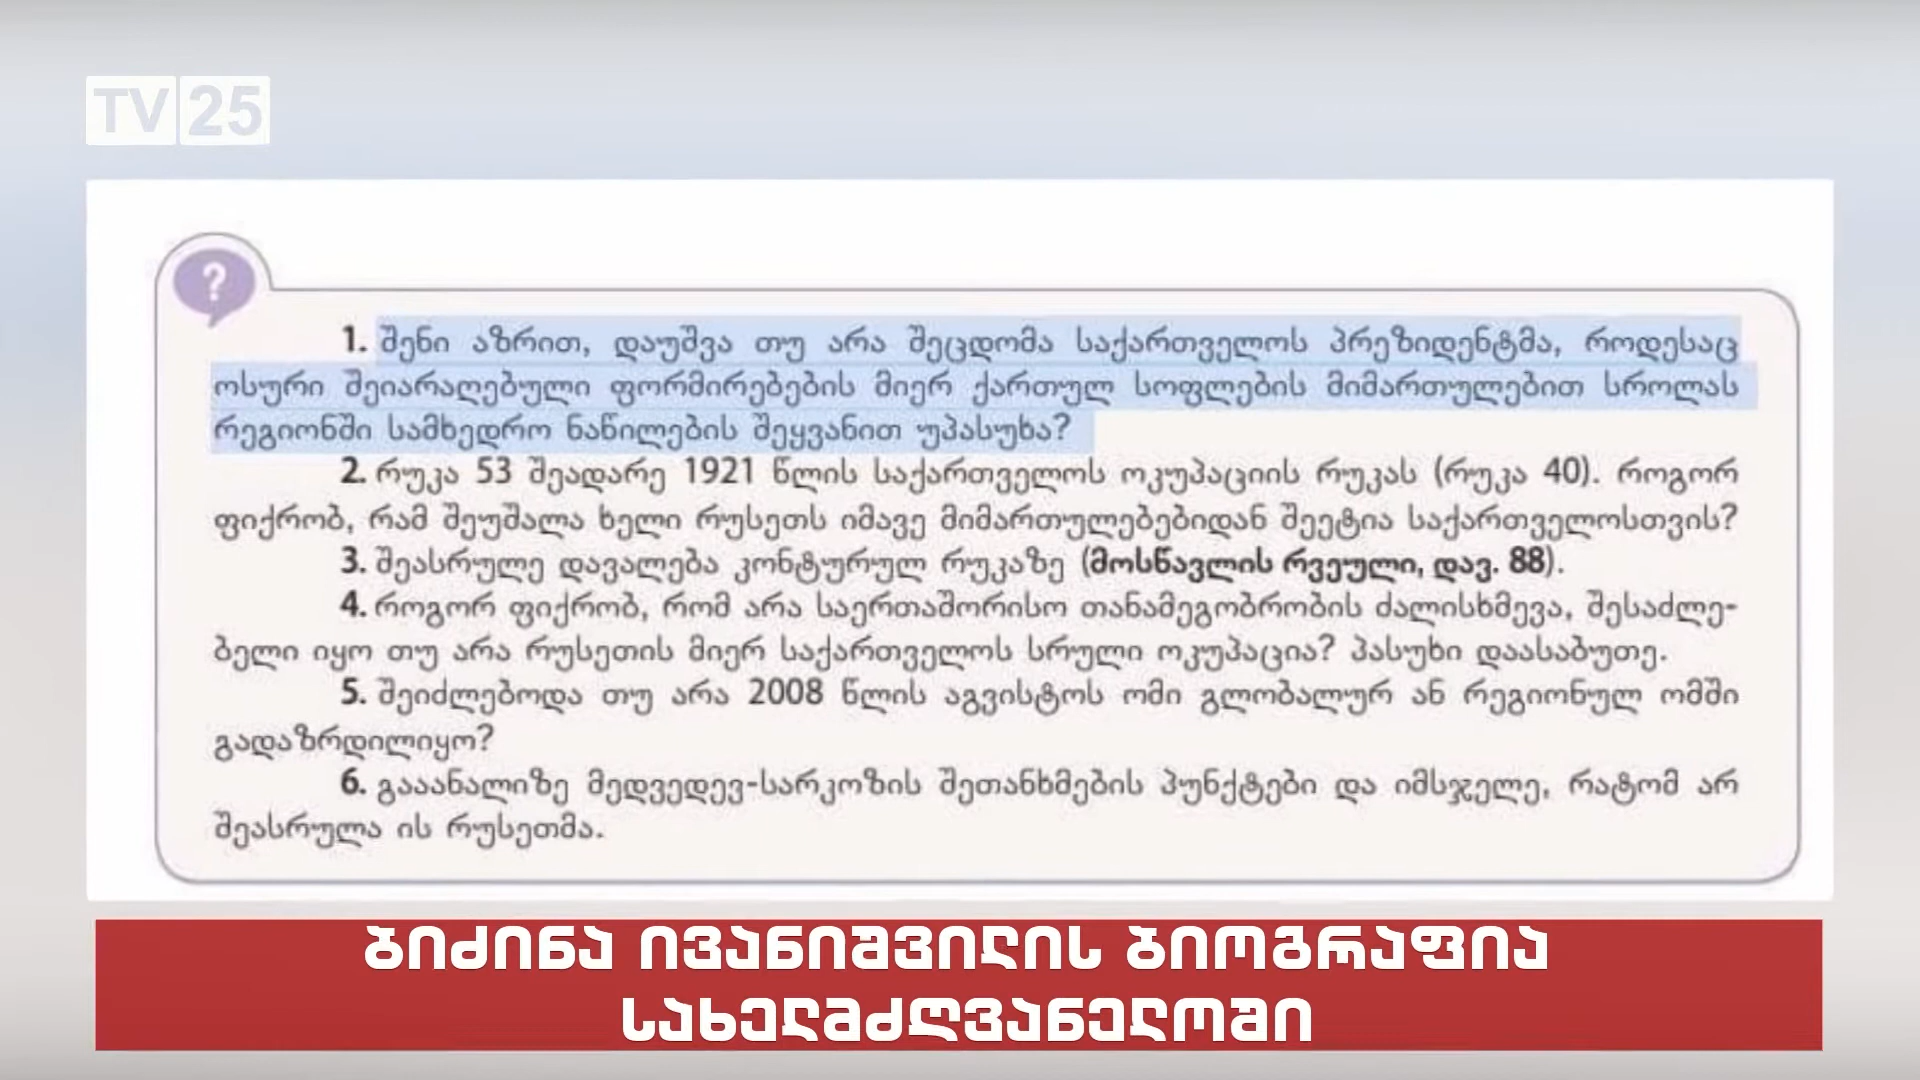 TV 25
?
1. შენი აზრით, დაუშვა თუ არა შეცდომა საქართველოს პრეზიდენტმა, როდესაც
ოსური შეიარაღებული ფორმირებების მიერ ქართულ სოფლების მიმართულებით სროლას
რეგიონში სამხედრო ნაწილების შეყვანით უპასუხა?
2. რუკა 53 შეადარე 1921 წლის საქართველოს ოკუპაციის რუკას (რუკა 40). როგორ
ფიქრობ, რამ შეუშალა ხელი რუსეთს იმავე მიმართულებებიდან შეეტია საქართველოსთვის?
3. შეასრულე დავალება კონტურულ რუკაზე (მოსწავლის რვეული, დავ. 88).
4. როგორ ფიქრობ, რომ არა საერთაშორისო თანამეგობრობის ძალისხმევა, შესაძლე-
ბელი იყო თუ არა რუსეთის მიერ საქართველოს სრული ოკუპაცია? პასუხი დაასაბუთე.
5. შეიძლებოდა თუ არა 2008 წლის აგვისტოს ომი გლობალურ ან რეგიონულ ომში
გადაზრდილიყო?
6. გააანალიზე მედვედევ-სარკოზის შეთანხმების პუნქტები და იმსჯელე, რატომ არ
შეასრულა ის რუსეთმა.
ბიძინა ივანიშვილის ბიოგრაფია
სახელმძღვანელოში